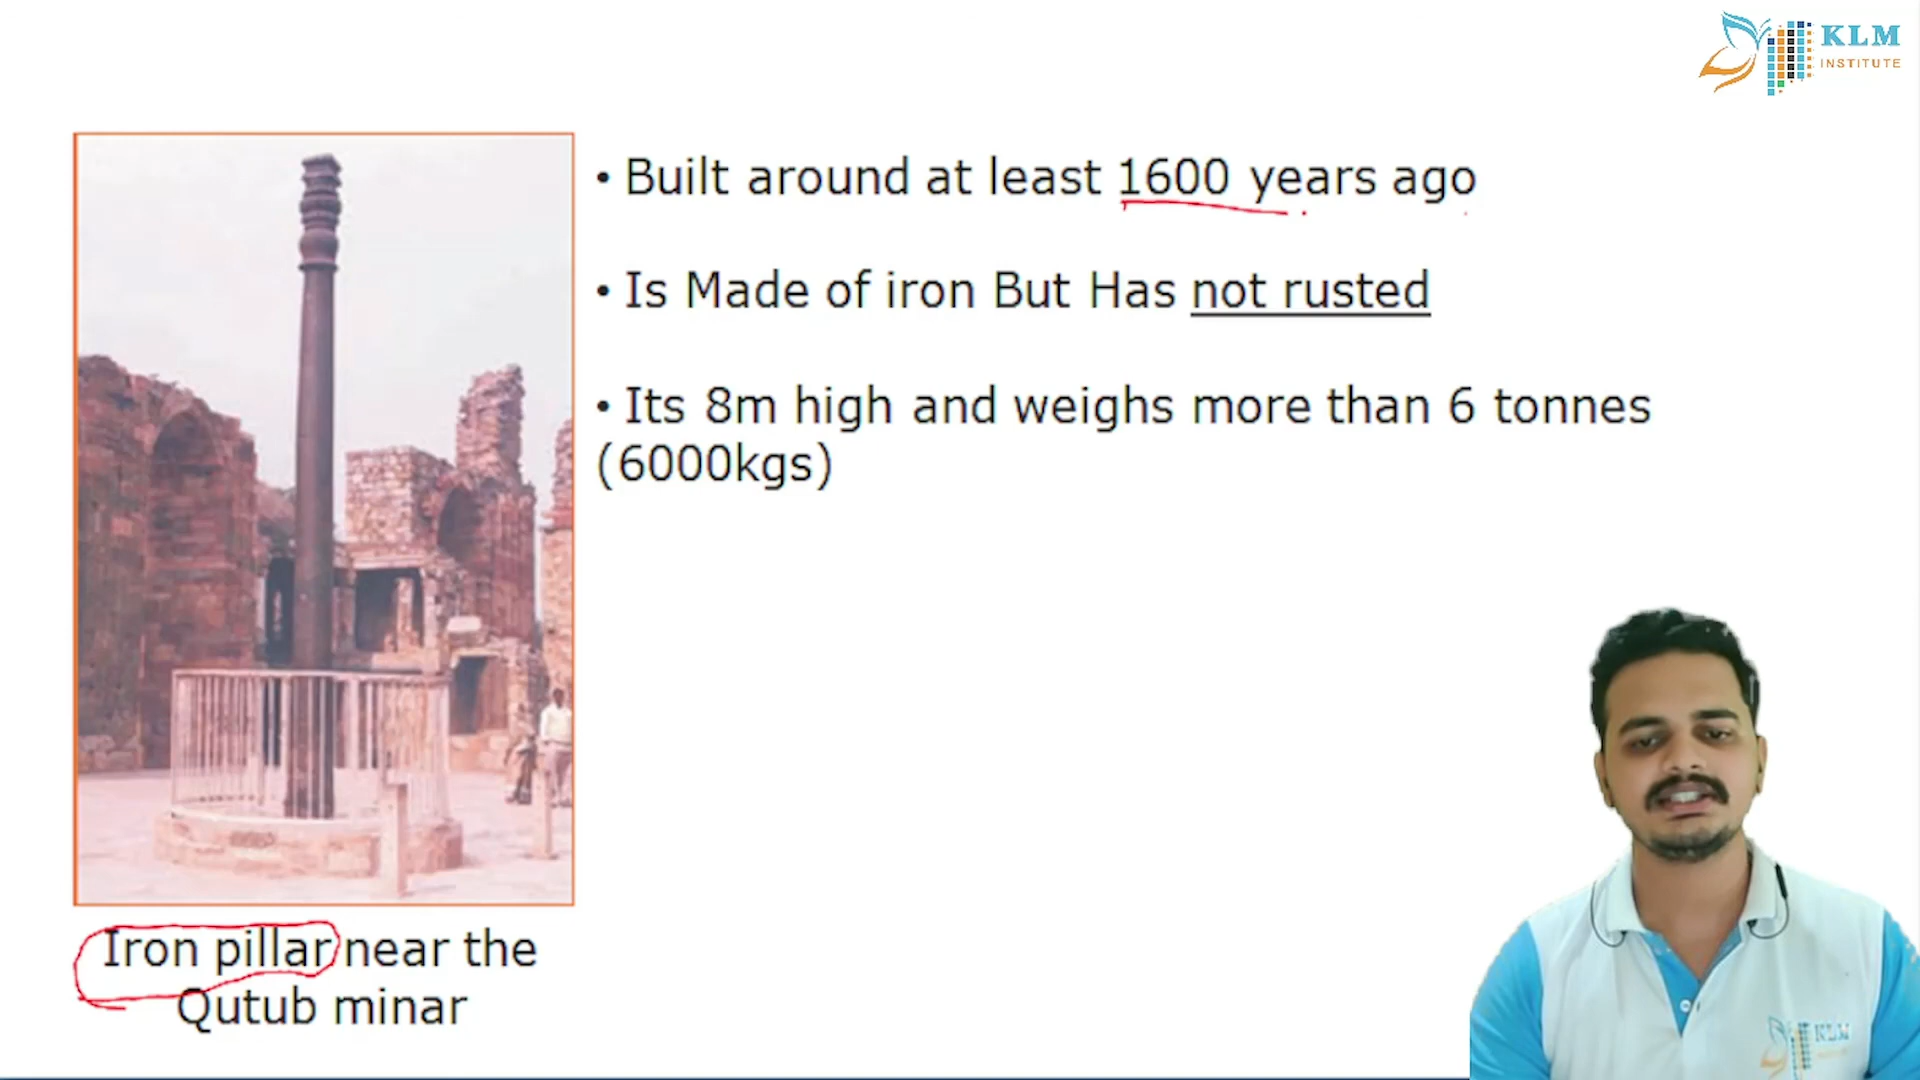 KLM
INSTITUTE
• Built around at least 1600 years ago
• Is Made of iron But Has not rusted
• Its 8m high and weighs more than 6 tonnes
(6000kgs)
Iron pillar near the
Qutub minar
KLM